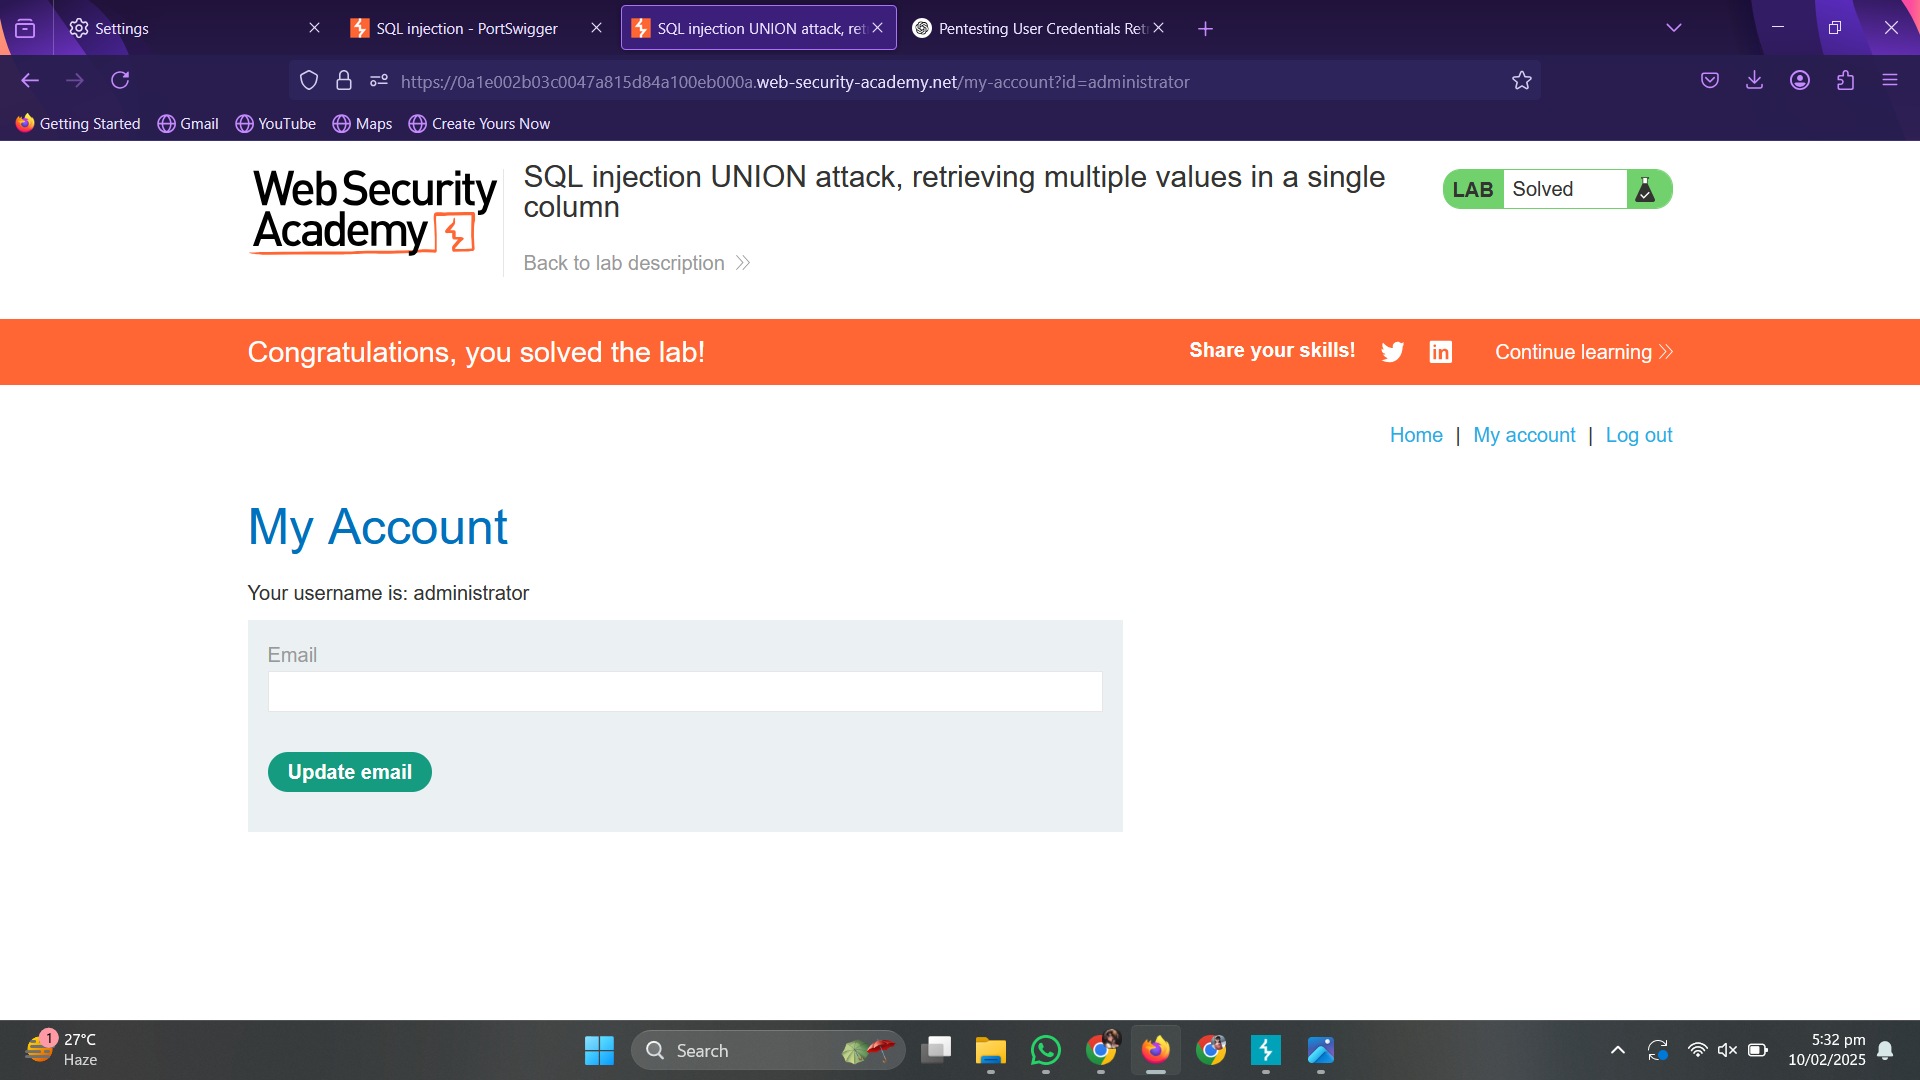 Settings
SQL injection - PortSwigger
SQL injection UNION attack, ret
Pentesting User Credentials Ret
https://0a1e002b03c0047a815d84a100eb000a.web-security-academy.net/my-account?id=administrator
Getting Started
Gmail
YouTube
Maps
Create Yours Now
Web Security
Academy
SQL injection UNION attack, retrieving multiple values in a single
column
Back to lab description
LAB Solved
Congratulations, you solved the lab!
Share your skills!
Continue learning
Home | My account | Log out
My Account
Your username is: administrator
Email
Update email
1
27°C
Haze
Search
5:32 pm
10/02/2025